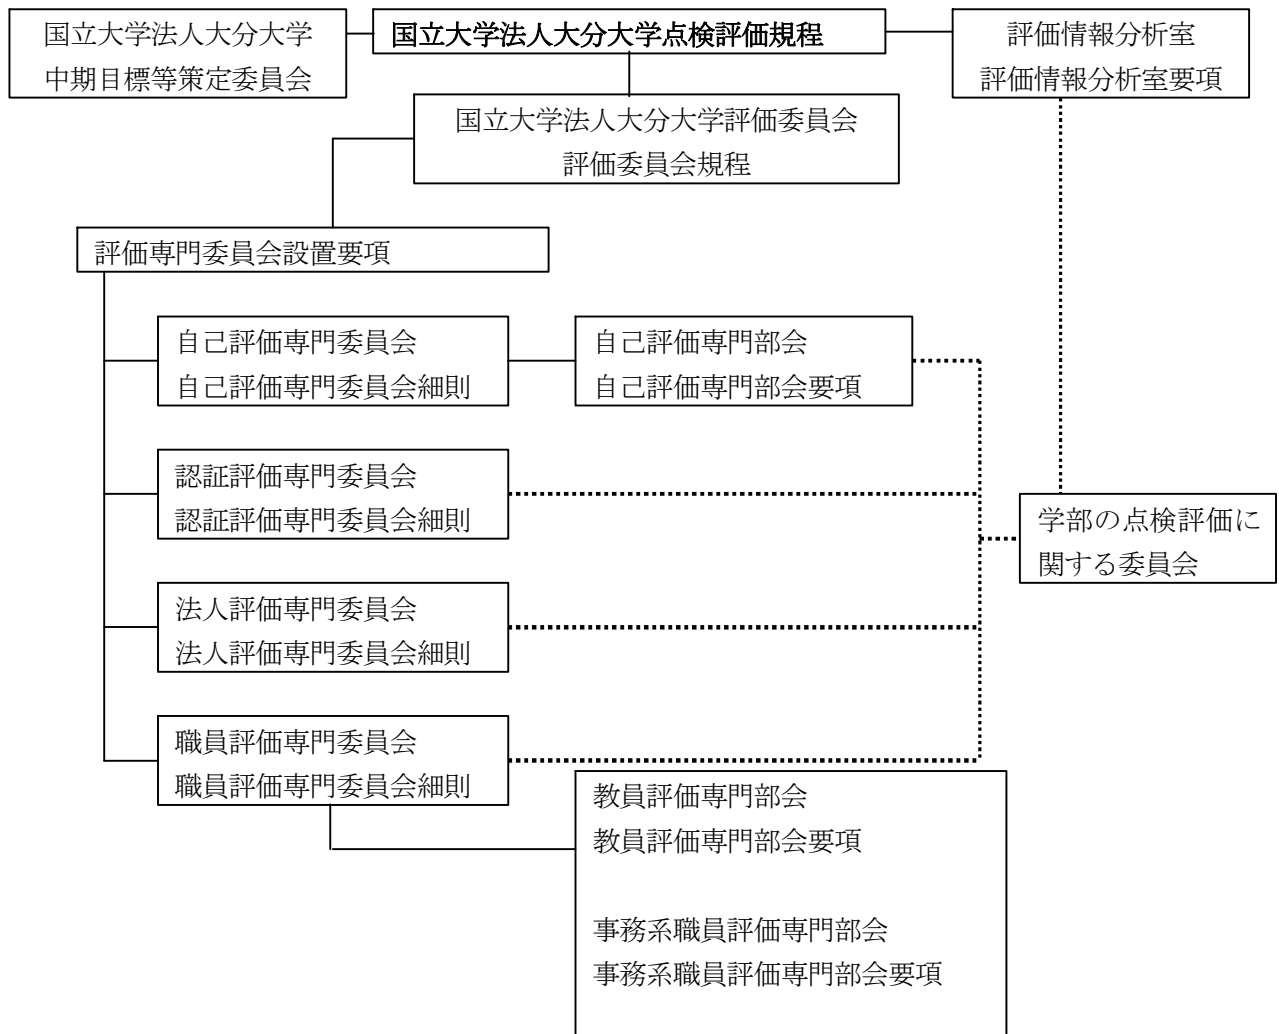 国立大学法人大分大学
中期目標等策定委員会
国立大学法人大分大学点検評価規程
評価情報分析室
評価情報分析室要項
国立大学法人大分大学評価委員会
評価委員会規程
評価専門委員会設置要項
自己評価専門委員会
自己評価専門委員会細則
自己評価専門部会
自己評価専門部会要項
認証評価専門委員会
認証評価専門委員会細則
学部の点検評価に
関する委員会
法人評価専門委員会
法人評価専門委員会細則
職員評価専門委員会
職員評価専門委員会細則
教員評価専門部会
教員評価専門部会要項
事務系職員評価専門部会
事務系職員評価専門部会要項